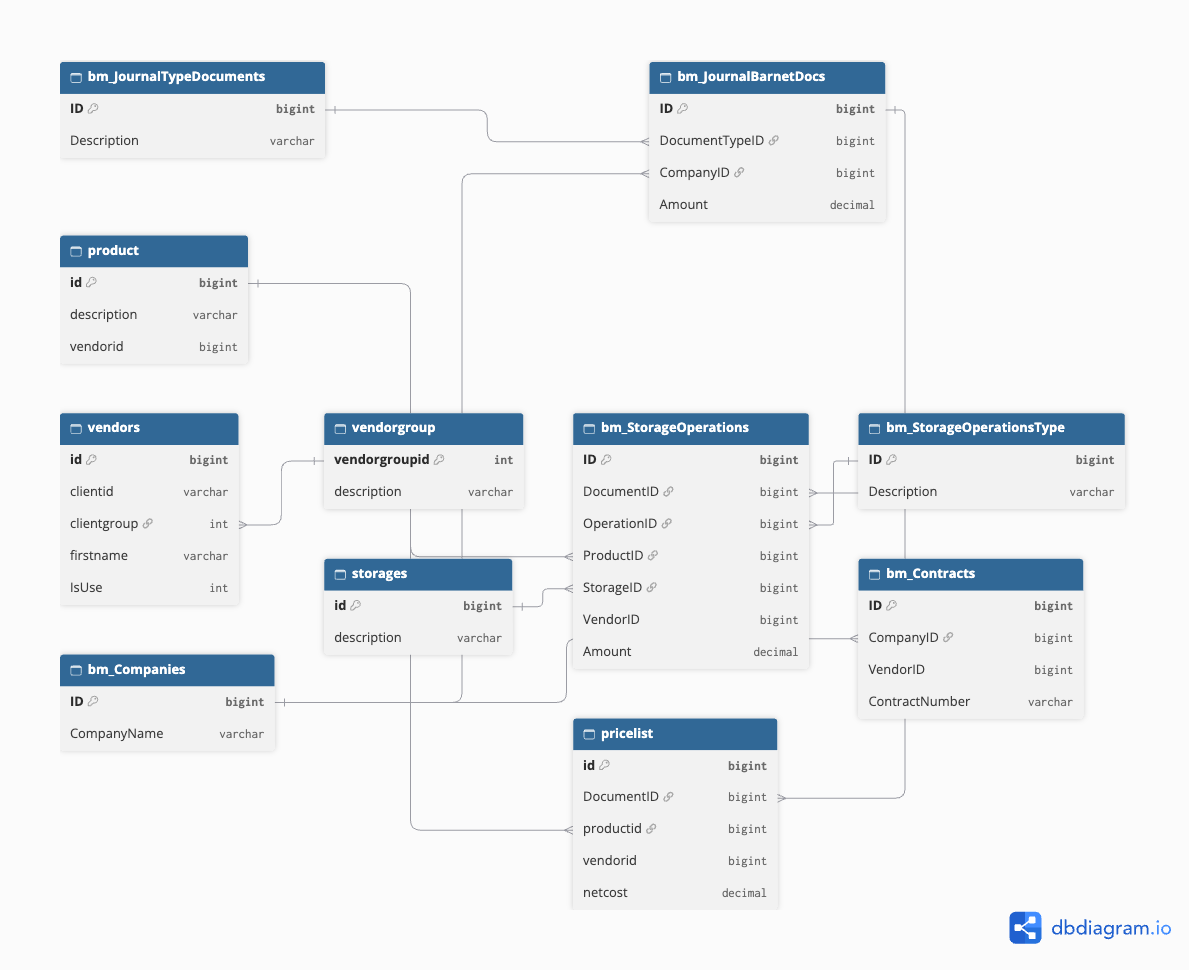 bm_JournalTypeDocuments
ID bigint
Description varchar
bm_JournalBarnetDocs
ID bigint
DocumentTypeID bigint
CompanyID bigint
Amount decimal
product
id bigint
description varchar
vendorid bigint
vendors
id bigint
clientid varchar
clientgroup int
firstname varchar
IsUse int
vendorgroup
vendorgroupid int
description varchar
bm_StorageOperations
ID bigint
DocumentID bigint
OperationID bigint
ProductID bigint
StorageID bigint
VendorID bigint
Amount decimal
bm_StorageOperationsType
ID bigint
Description varchar
storages
id bigint
description varchar
bm_Contracts
ID bigint
CompanyID bigint
VendorID bigint
ContractNumber varchar
bm_Companies
ID bigint
CompanyName varchar
pricelist
id bigint
DocumentID bigint
productid bigint
vendorid bigint
netcost decimal
dbdiagram.io